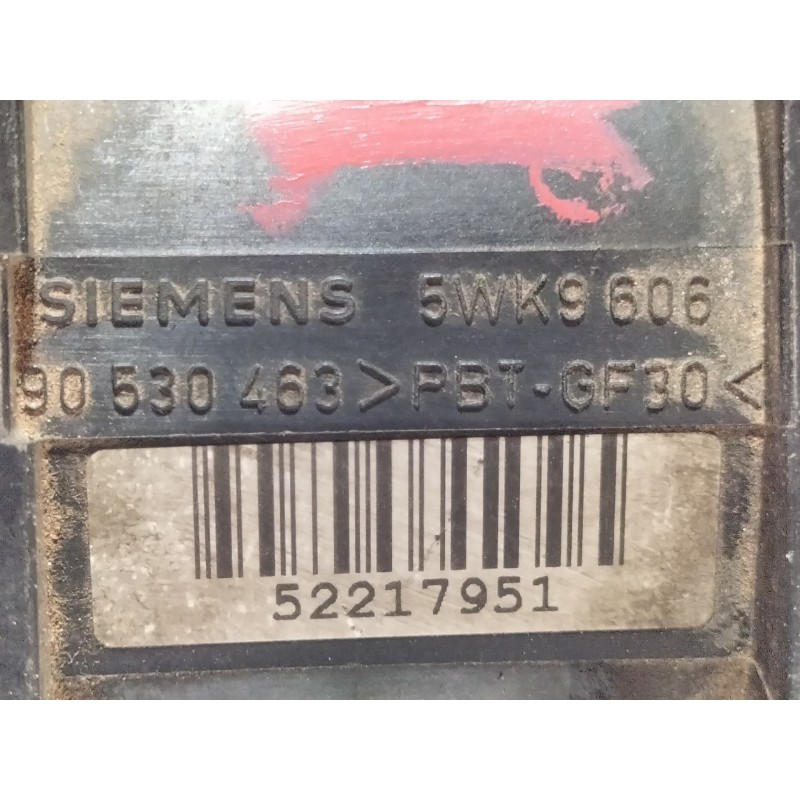 SIEMENS 5WK9 606
90 530 463 >PBT-GF30<
52217951